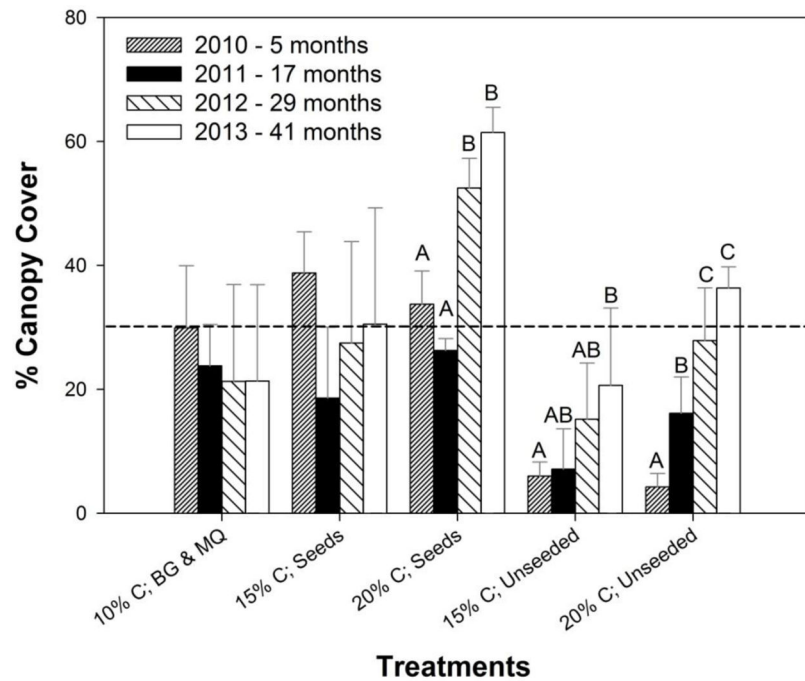 80
60
40
20
0
% Canopy Cover
2010 - 5 months
2011 - 17 months
2012 - 29 months
2013 - 41 months
A
A
B
B
A
AB
AB
B
A
B
C
C
10% C; BG & MQ
15% C; Seeds
20% C; Seeds
15% C; Unseeded
20% C; Unseeded
Treatments